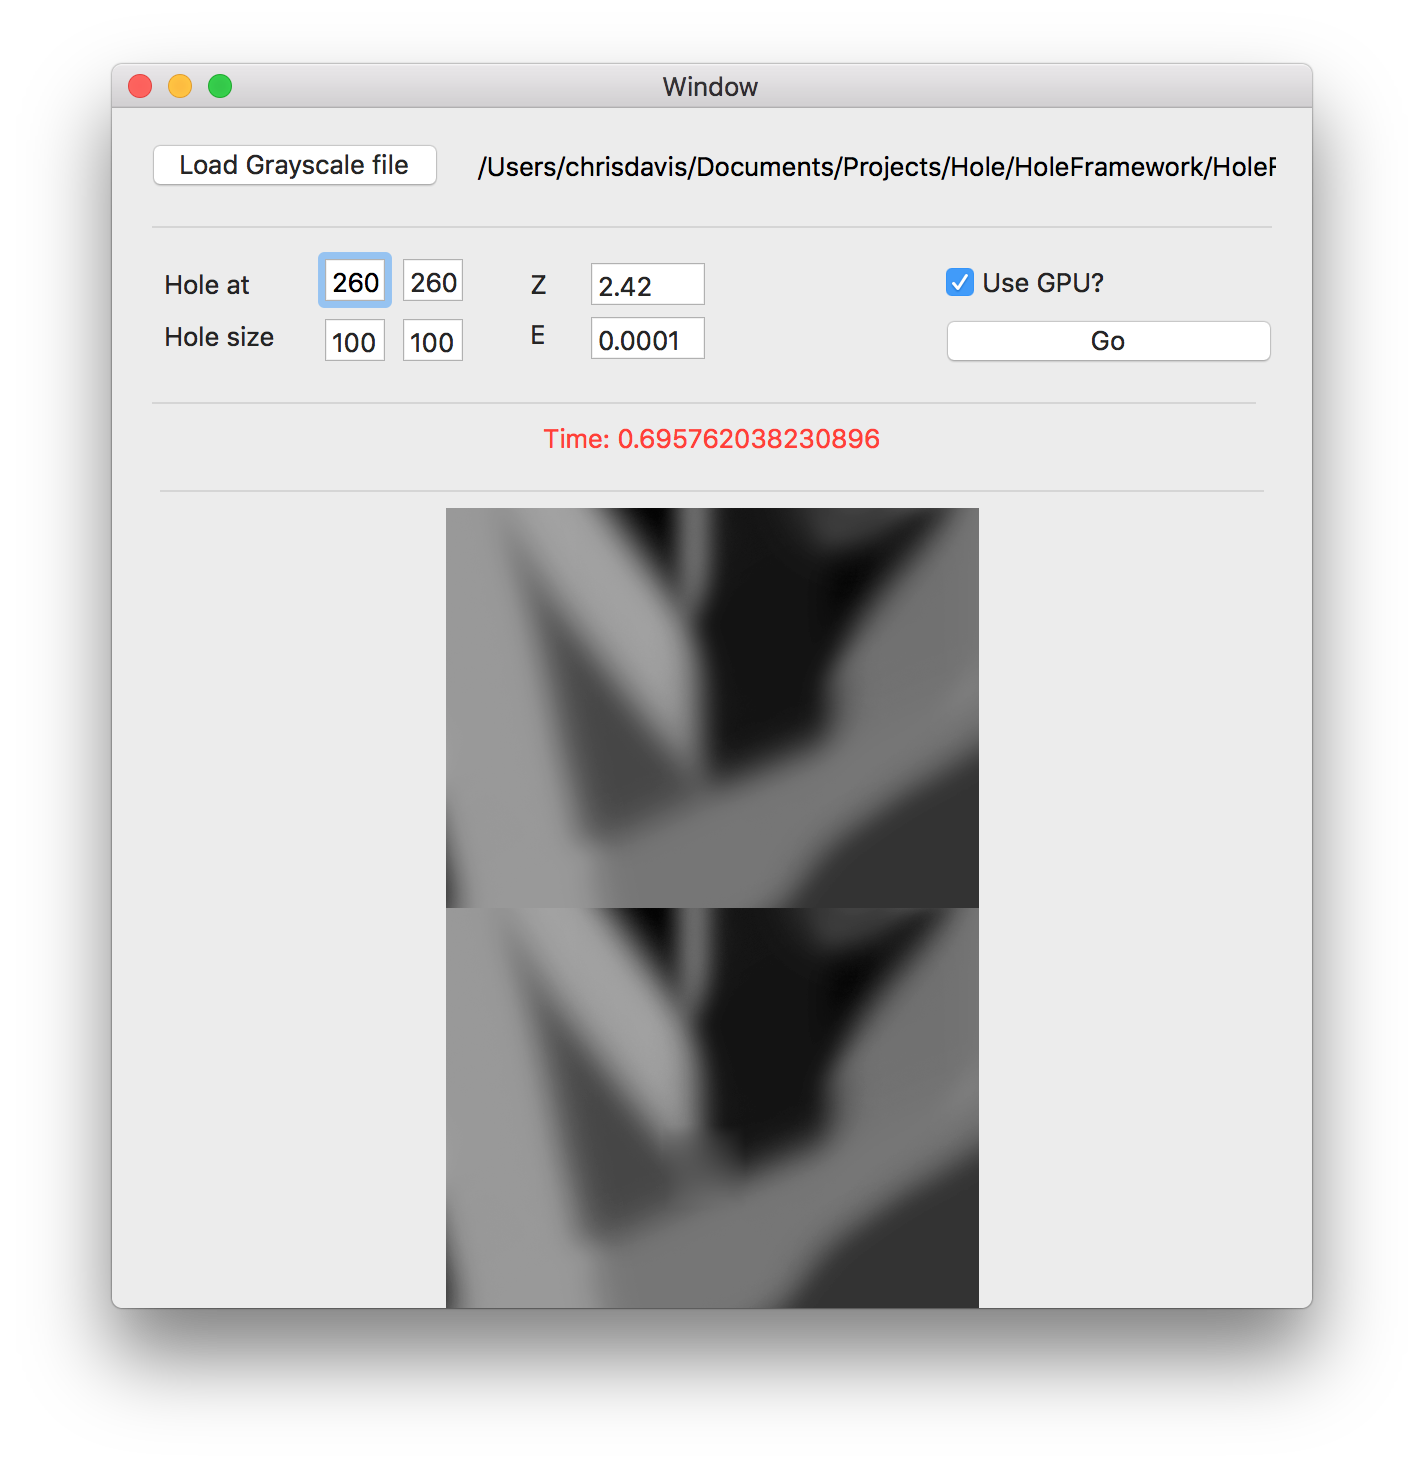 Window
Load Grayscale file /Users/chrisdavis/Documents/Projects/Hole/HoleFramework/
Hole at 260 260 Z 2.42 Use GPU?
Hole size 100 100 E 0.0001 Go
Time: 0.695762038230896